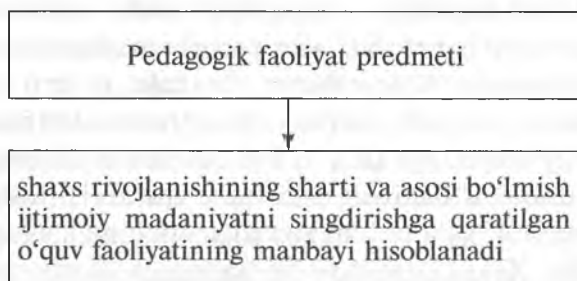 Pedagogik faoliyat predmeti
shaxs rivojlanishining sharti va asosi bo‘lmish
ijtimoiy madaniyatni singdirishga qaratilgan
o‘quv faoliyatining manbayi hisoblanadi